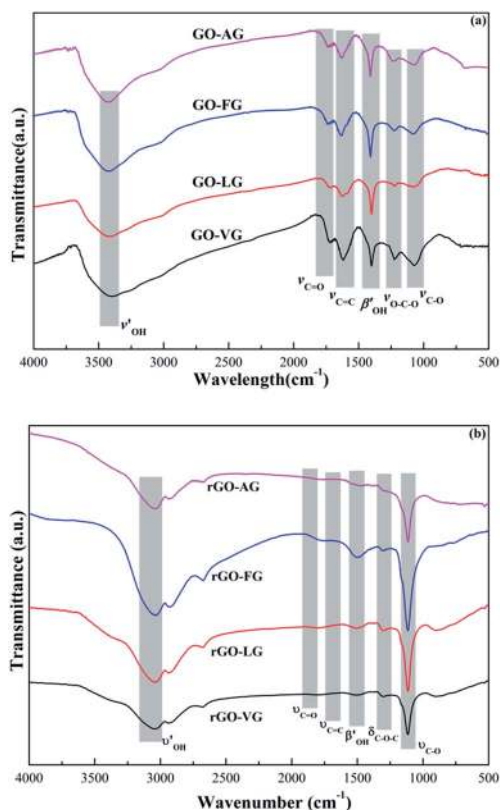 (a)
GO-AG
GO-FG
GO-LG
GO-VG
Transmittance(a.u.)
ν'OH
νC=O
νC=C
β'OH
νO-C-O
νC-O
4000 3500 3000 2500 2000 1500 1000 500
Wavelength(cm-1)
(b)
rGO-AG
rGO-FG
rGO-LG
rGO-VG
Transmittance (a.u.)
υ'OH
υC=O
υC=C
β'OH
δC-O-C
υC-O
4000 3500 3000 2500 2000 1500 1000 500
Wavenumber (cm-1)